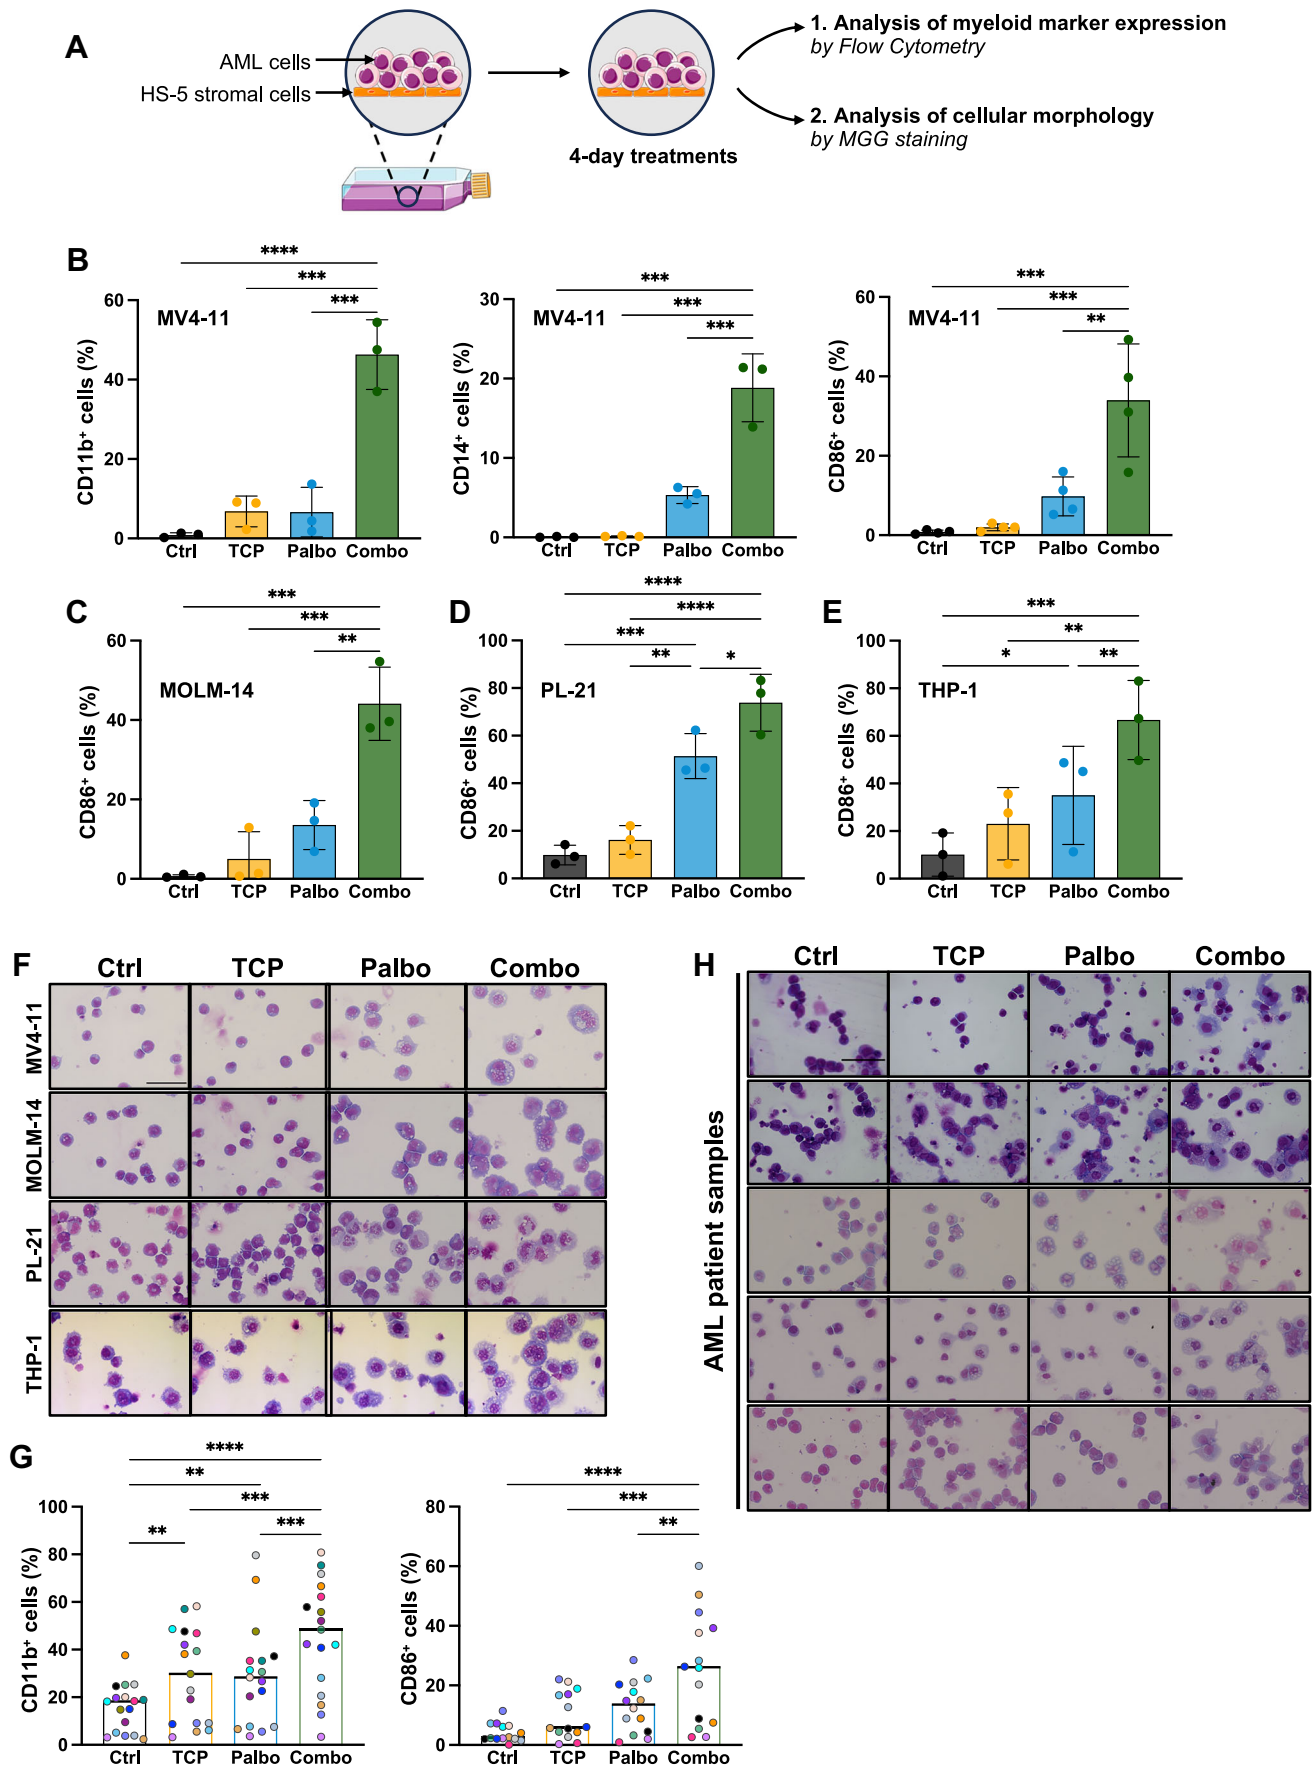 A
AML cells
HS-5 stromal cells
4-day treatments
1. Analysis of myeloid marker expression
by Flow Cytometry
2. Analysis of cellular morphology
by MGG staining
B
CD11b⁺ cells (%)
60
40
20
0
MV4-11
****
***
***
Ctrl TCP Palbo Combo
CD14⁺ cells (%)
30
20
10
0
MV4-11
***
***
***
Ctrl TCP Palbo Combo
CD86⁺ cells (%)
60
40
20
0
MV4-11
***
***
**
Ctrl TCP Palbo Combo
C
CD86⁺ cells (%)
60
40
20
0
MOLM-14
***
***
**
Ctrl TCP Palbo Combo
D
CD86⁺ cells (%)
100
80
60
40
20
0
PL-21
****
****
***
**
*
Ctrl TCP Palbo Combo
E
CD86⁺ cells (%)
100
80
60
40
20
0
THP-1
***
**
*
**
Ctrl TCP Palbo Combo
F
Ctrl TCP Palbo Combo
MV4-11
MOLM-14
PL-21
THP-1
G
CD11b⁺ cells (%)
100
80
60
40
20
0
****
**
***
**
***
Ctrl TCP Palbo Combo
CD86⁺ cells (%)
80
60
40
20
0
****
***
**
Ctrl TCP Palbo Combo
H
Ctrl TCP Palbo Combo
AML patient samples